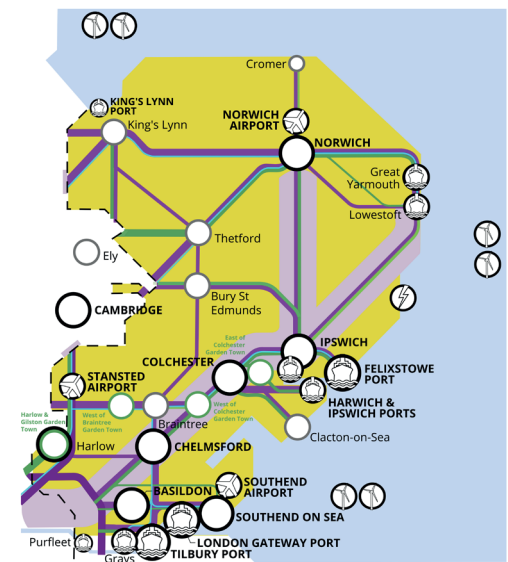 Cromer
KING'S LYNN
PORT
King's Lynn
NORWICH
AIRPORT
NORWICH
Great
Yarmouth
Lowestoft
Thetford
Ely
Bury St
Edmunds
CAMBRIDGE
East of
Colchester
Garden Town
IPSWICH
COLCHESTER
FELIXSTOWE
PORT
STANSTED
AIRPORT
HARWICH &
IPSWICH PORTS
Harlow &
Gilston Garden
Town
West of
Braintree
Garden Town
Braintree
West of
Colchester
Garden Town
Clacton-on-Sea
Harlow
CHELMSFORD
BASILDON
SOUTHEND
AIRPORT
SOUTHEND ON SEA
Purfleet
LONDON GATEWAY PORT
TILBURY PORT
Grays